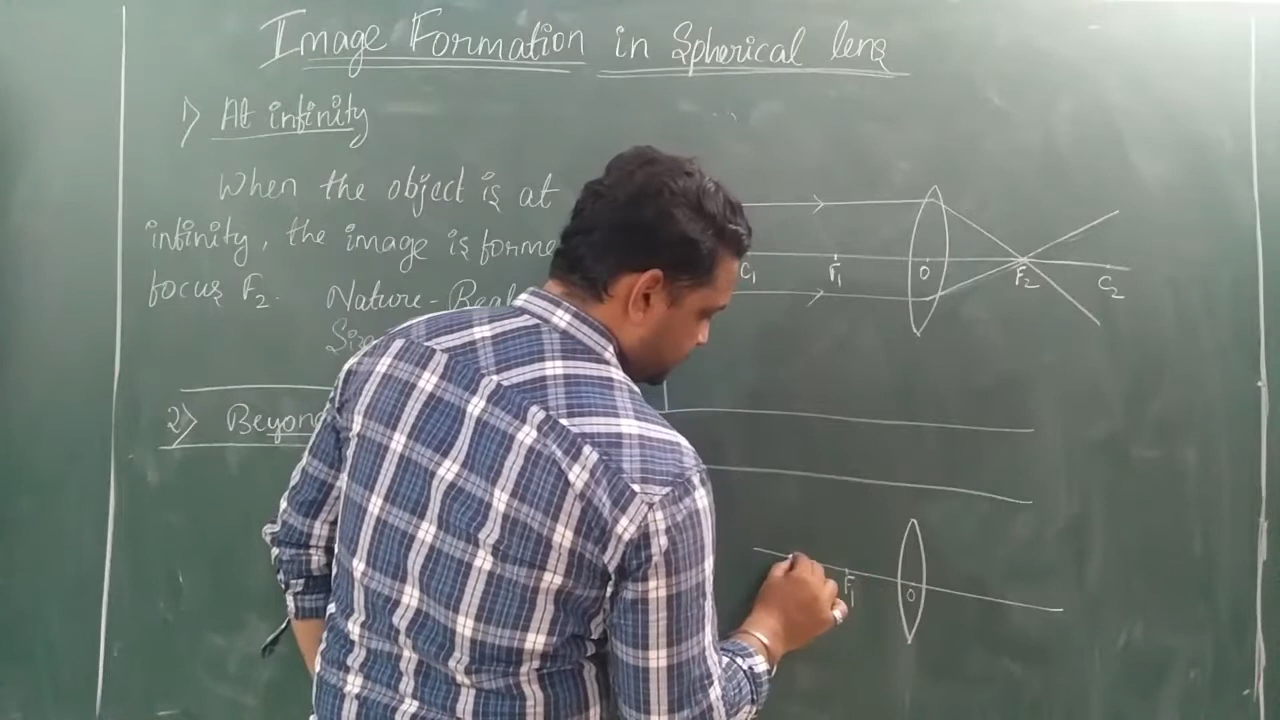 Image Formation in Spherical lens
1) At infinity
When the object is at
infinity, the image is forme
focus F₂. Nature - Real
2) Beyond
C₁ F₁ O F₂ C₂
F₁ O